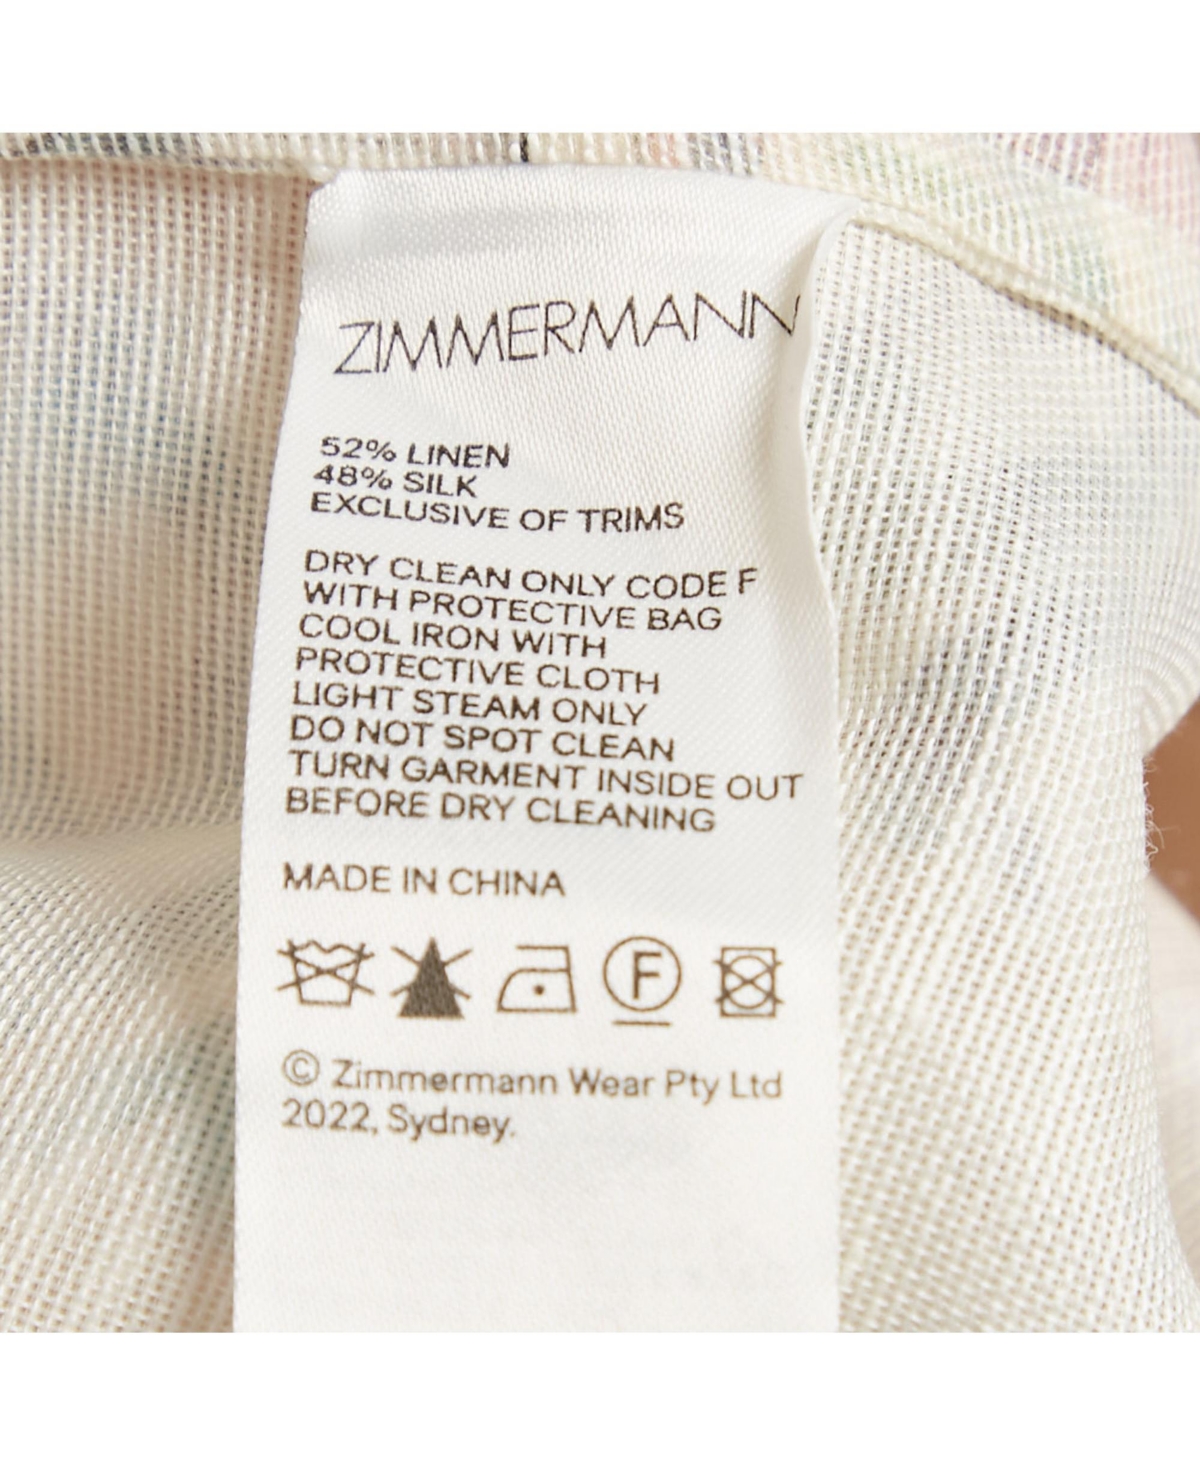 ZIMMERMANN
52% LINEN
48% SILK
EXCLUSIVE OF TRIMS
DRY CLEAN ONLY CODE F
WITH PROTECTIVE BAG
COOL IRON WITH
PROTECTIVE CLOTH
LIGHT STEAM ONLY
DO NOT SPOT CLEAN
TURN GARMENT INSIDE OUT
BEFORE DRY CLEANING
MADE IN CHINA
F
© Zimmermann Wear Pty Ltd
2022, Sydney.